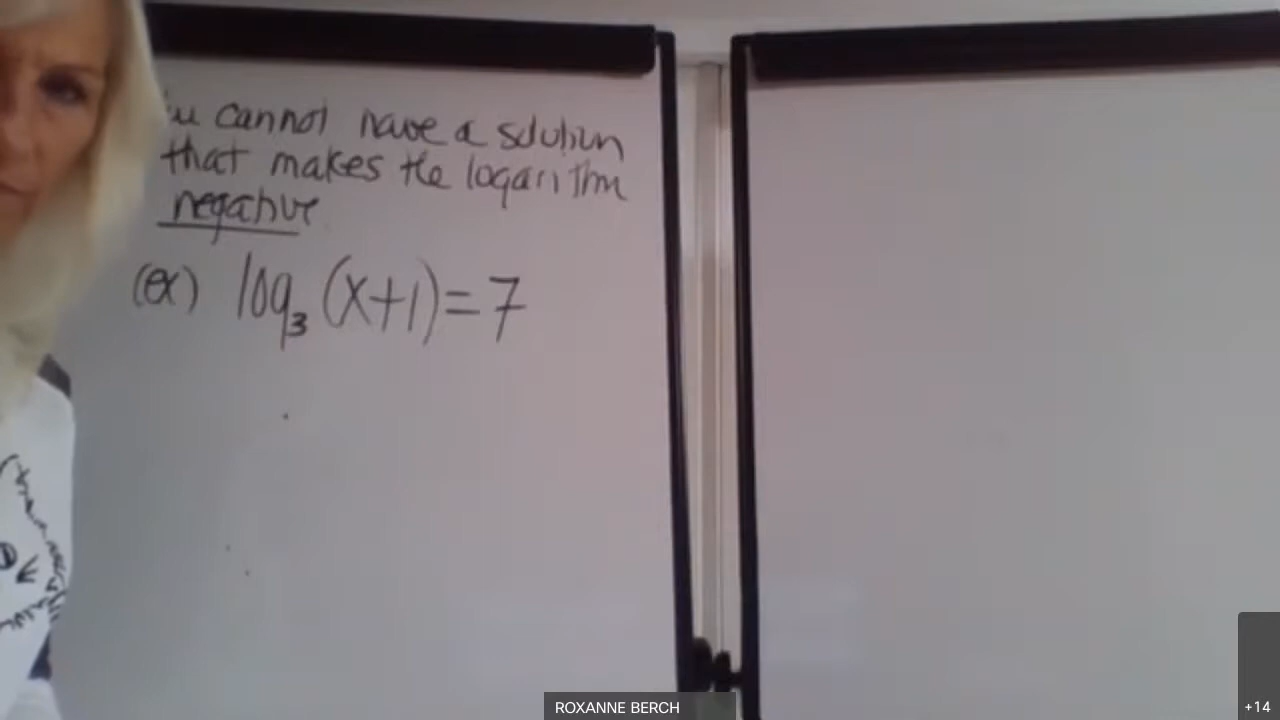 cannot have a solution
that makes the logarithm
negative
(ex) log₃ (x+1)=7
ROXANNE BERCH
+14